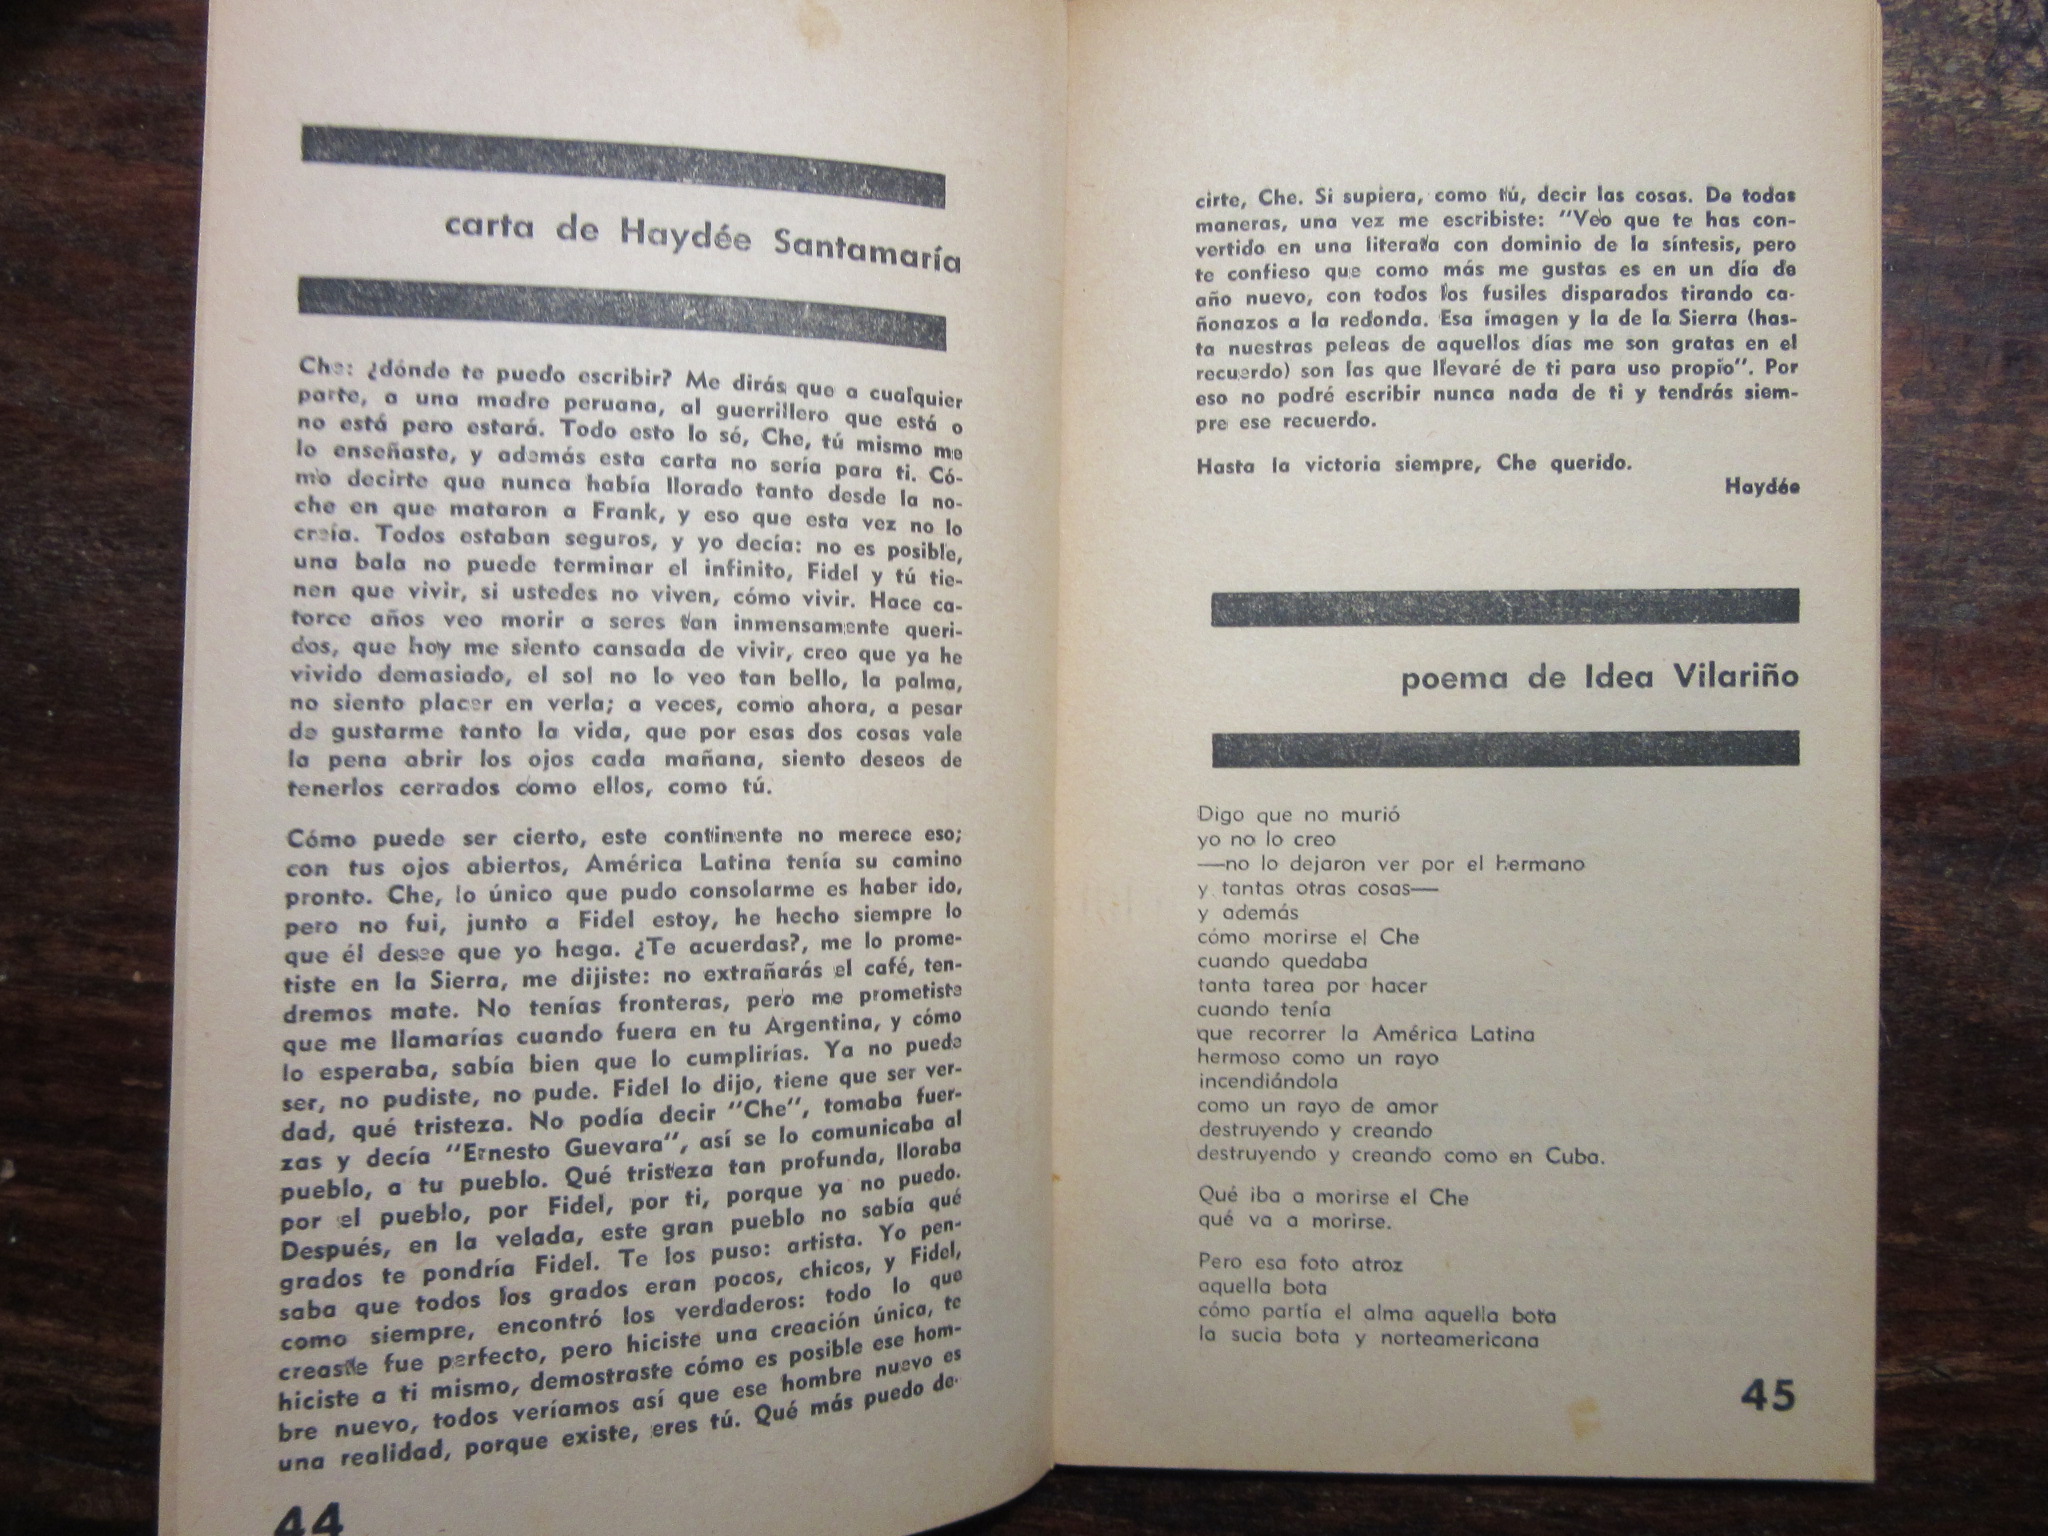 carta de Haydée Santamaría
Che: ¿dónde te puedo escribir? Me dirás que a cualquier
parte, a una madre peruana, al guerrillero que está o
no está pero estará. Todo esto lo sé, Che, tú mismo me
lo enseñaste, y además esta carta no sería para ti. Có-
mo decirte que nunca había llorado tanto desde la no-
che en que mataron a Frank, y eso que esta vez no lo
creía. Todos estaban seguros, y yo decía: no es posible,
una bala no puede terminar el infinito, Fidel y tú tie-
nen que vivir, si ustedes no viven, cómo vivir. Hace ca-
torce años veo morir a seres tan inmensamente queri-
dos, que hoy me siento cansada de vivir, creo que ya he
vivido demasiado, el sol no lo veo tan bello, la palma,
no siento placer en verla; a veces, como ahora, a pesar
de gustarme tanto la vida, que por esas dos cosas vale
la pena abrir los ojos cada mañana, siento deseos de
tenerlos cerrados como ellos, como tú.
Cómo puede ser cierto, este continente no merece eso;
con tus ojos abiertos, América Latina tenía su camino
pronto. Che, lo único que pudo consolarme es haber ido,
pero no fui, junto a Fidel estoy, he hecho siempre lo
que él desee que yo haga. ¿Te acuerdas?, me lo prome-
tiste en la Sierra, me dijiste: no extrañarás el café, ten-
dremos mate. No tenías fronteras, pero me prometiste
que me llamarías cuando fuera en tu Argentina, y cómo
lo esperaba, sabía bien que lo cumplirías. Ya no puede
ser, no pudiste, no pude. Fidel lo dijo, tiene que ser ver-
dad, qué tristeza. No podía decir "Che", tomaba fuer-
zas y decía "Ernesto Guevara", así se lo comunicaba al
pueblo, a tu pueblo. Qué tristeza tan profunda, lloraba
por el pueblo, por Fidel, por ti, porque ya no puedo.
Después, en la velada, este gran pueblo no sabía qué
grados te pondría Fidel. Te los puso: artista. Yo pen-
saba que todos los grados eran pocos, chicos, y Fidel,
como siempre, encontró los verdaderos: todo lo que
creaste fue perfecto, pero hiciste una creación única, te
hiciste a ti mismo, demostraste cómo es posible ese hom-
bre nuevo, todos veríamos así que ese hombre nuevo es
una realidad, porque existe, eres tú. Qué más puedo de-
44
cirte, Che. Si supiera, como tú, decir las cosas. De todas
maneras, una vez me escribiste: "Veo que te has con-
vertido en una literata con dominio de la síntesis, pero
te confieso que como más me gustas es en un día de
año nuevo, con todos los fusiles disparados tirando ca-
ñonazos a la redonda. Esa imagen y la de la Sierra (has-
ta nuestras peleas de aquellos días me son gratas en el
recuerdo) son las que llevaré de ti para uso propio". Por
eso no podré escribir nunca nada de ti y tendrás siem-
pre ese recuerdo.
Hasta la victoria siempre, Che querido.
Haydée
poema de Idea Vilariño
Digo que no murió
yo no lo creo
—no lo dejaron ver por el hermano
y tantas otras cosas—
y además
cómo morirse el Che
cuando quedaba
tanta tarea por hacer
cuando tenía
que recorrer la América Latina
hermoso como un rayo
incendiándola
como un rayo de amor
destruyendo y creando
destruyendo y creando como en Cuba.
Qué iba a morirse el Che
qué va a morirse.
Pero esa foto atroz
aquella bota
cómo partía el alma aquella bota
la sucia bota y norteamericana
45